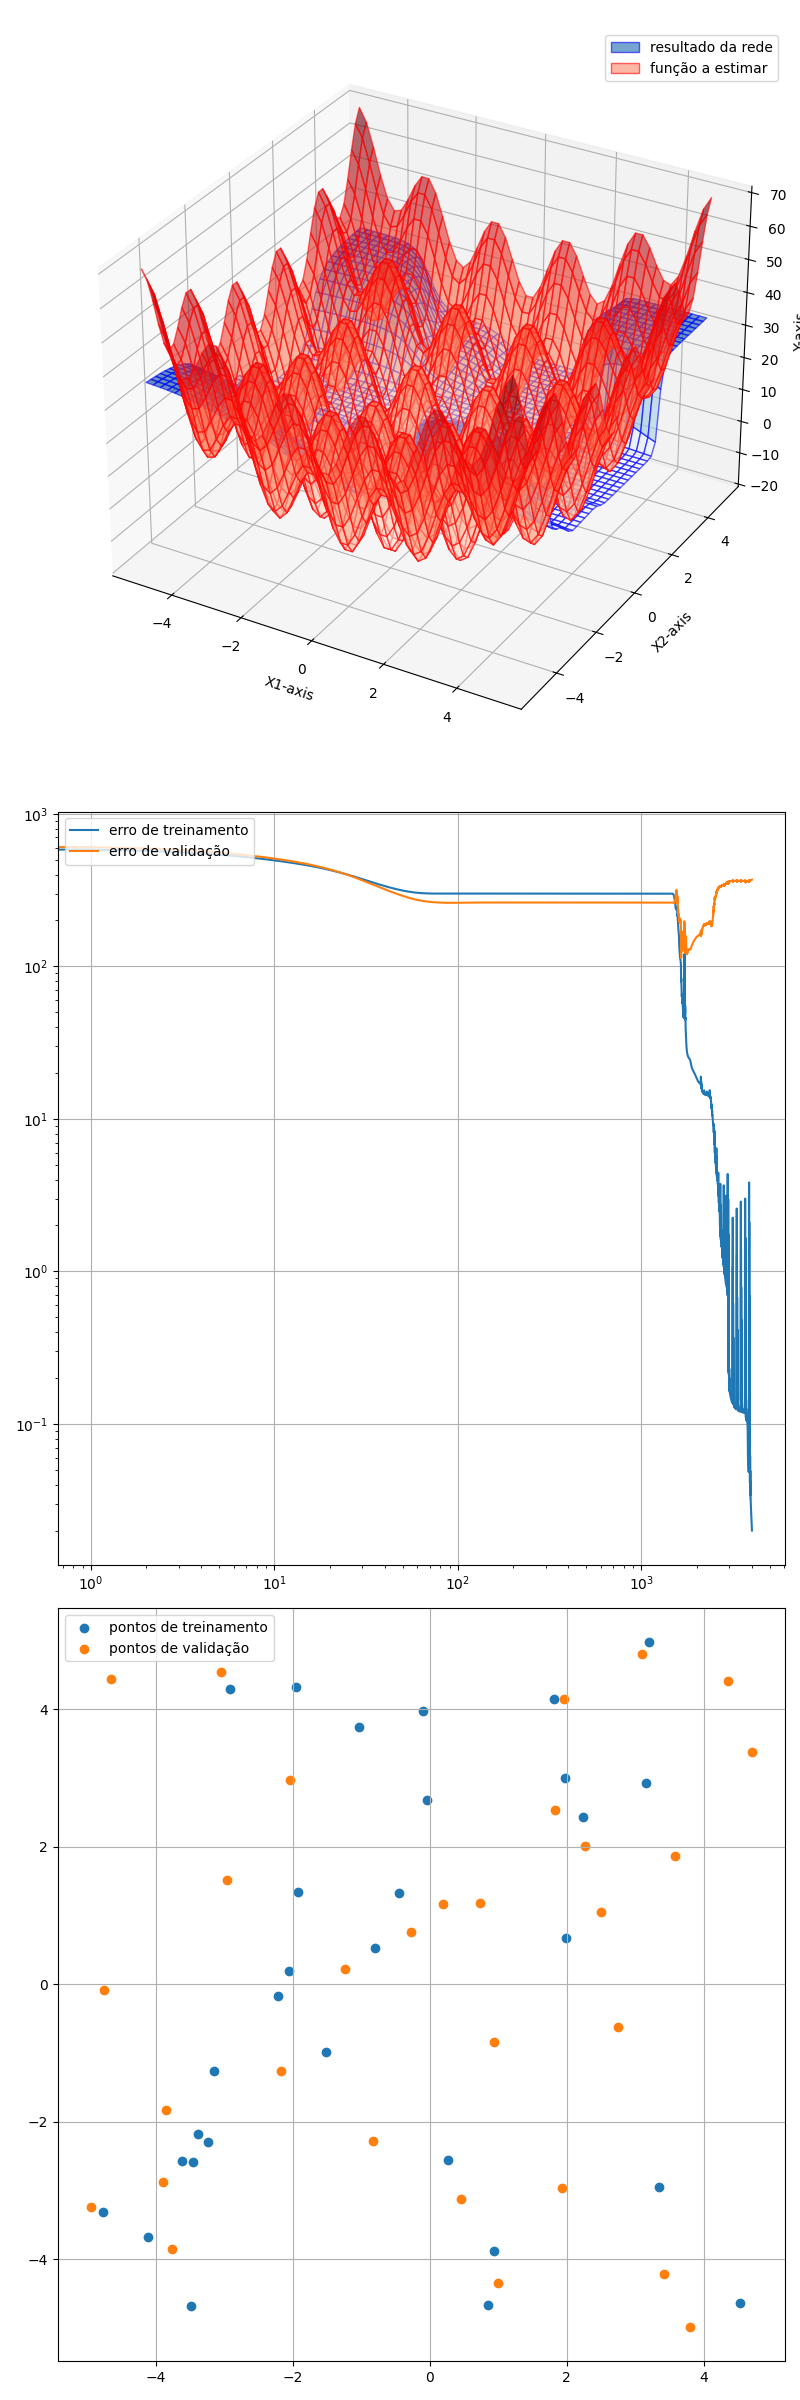 resultado da rede
função a estimar
70
60
50
40
30
20
10
0
−10
−20
Y-axis
−4
−2
0
2
4
X1-axis
−4
−2
0
2
4
X2-axis
erro de treinamento
erro de validação
10³
10²
10¹
10⁰
10⁻¹
10⁰ 10¹ 10² 10³
pontos de treinamento
pontos de validação
4
2
0
−2
−4
−4 −2 0 2 4